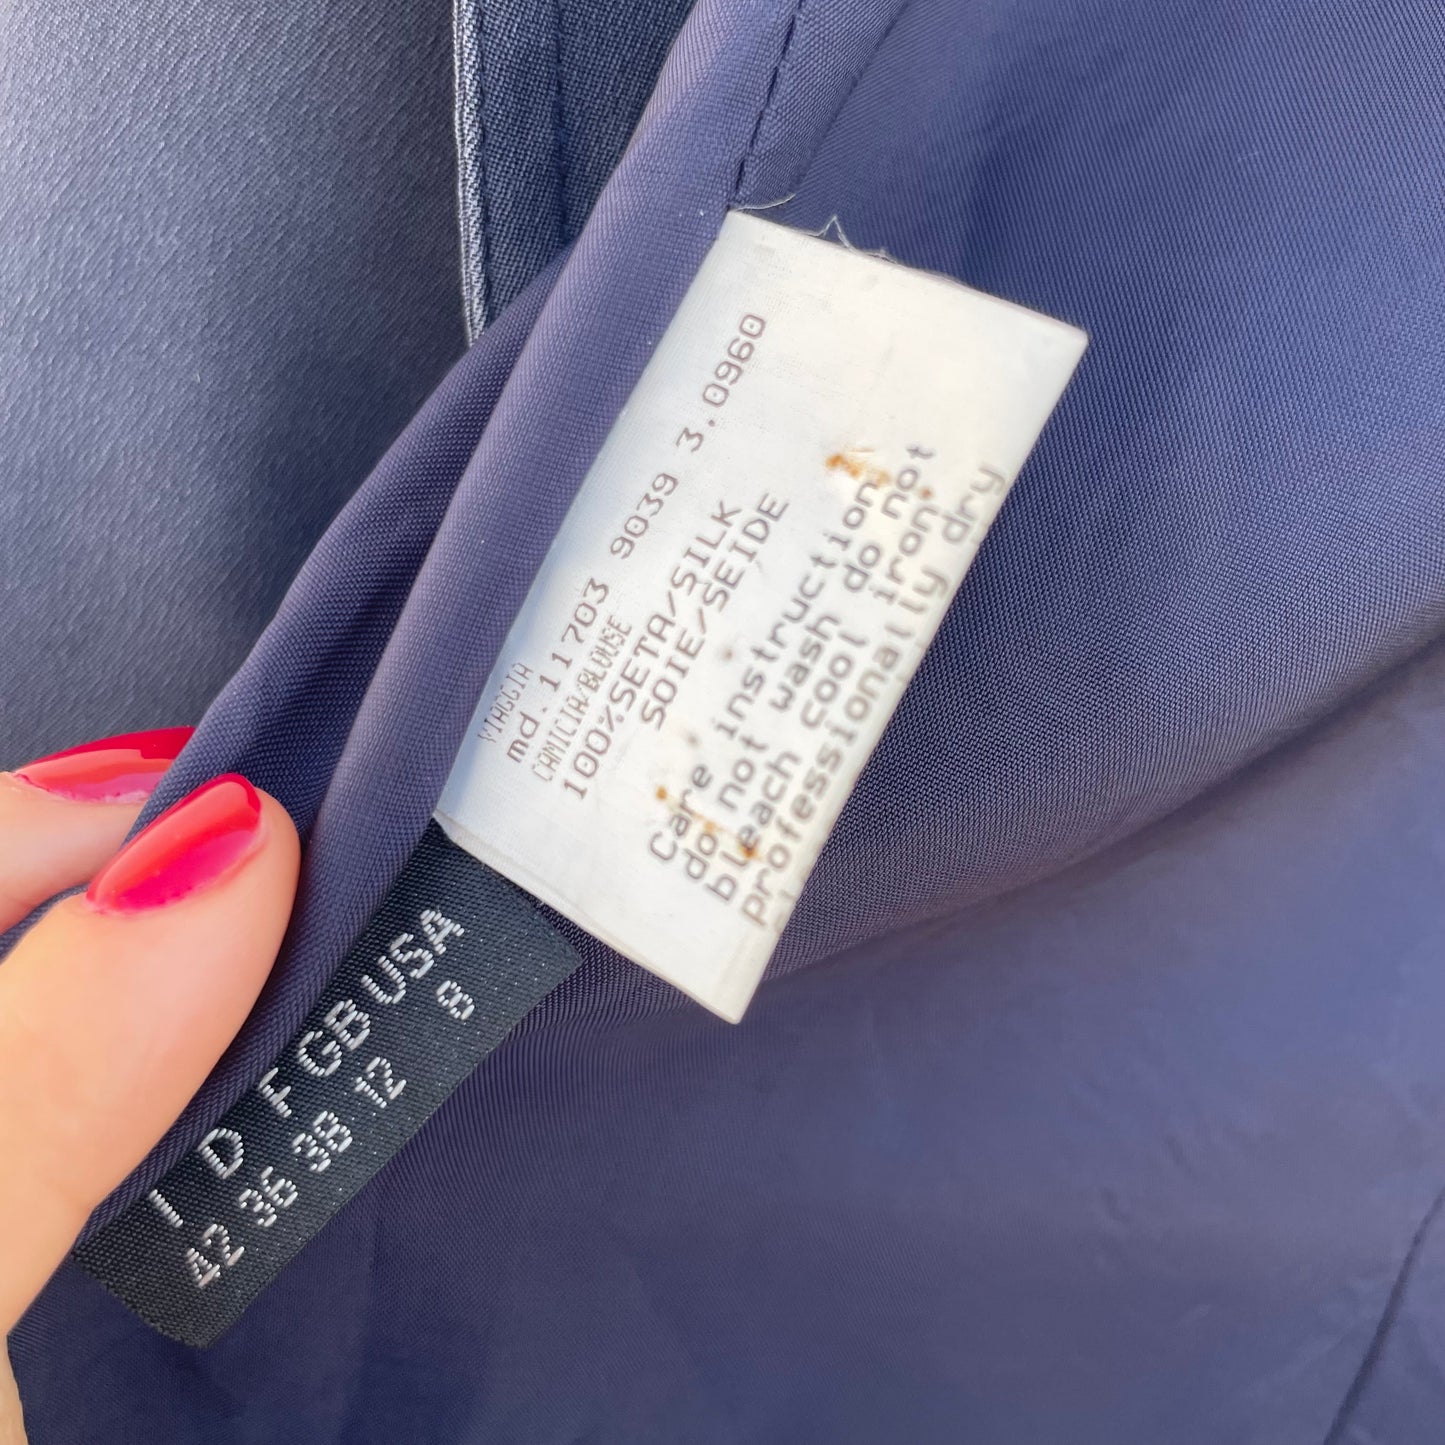 VIAGGIA
md.11703 9039 3.0960
CAMICIA/BLOUSE
100%SETA/SILK
SOIE/SEIDE
Care instruction
do not wash do not
bleach cool iron.
professionally dry
I D F GB USA
42 36 38 12 8